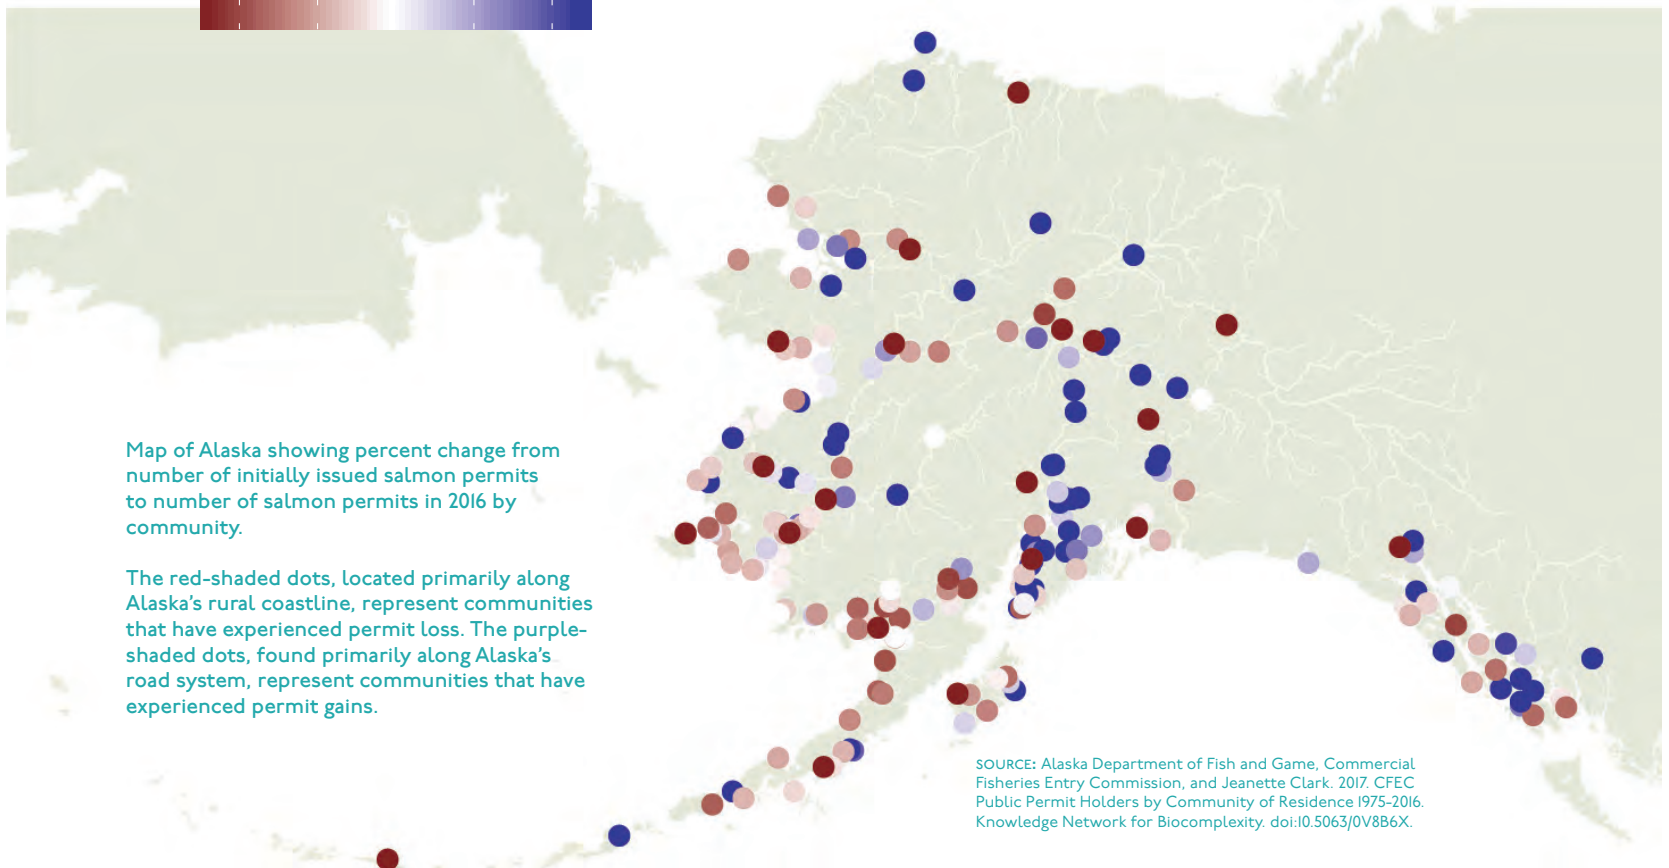 Map of Alaska showing percent change from
number of initially issued salmon permits
to number of salmon permits in 2016 by
community.
The red-shaded dots, located primarily along
Alaska's rural coastline, represent communities
that have experienced permit loss. The purple-
shaded dots, found primarily along Alaska's
road system, represent communities that have
experienced permit gains.
SOURCE: Alaska Department of Fish and Game, Commercial
Fisheries Entry Commission, and Jeanette Clark. 2017. CFEC
Public Permit Holders by Community of Residence 1975-2016.
Knowledge Network for Biocomplexity. doi:10.5063/0V8B6X.